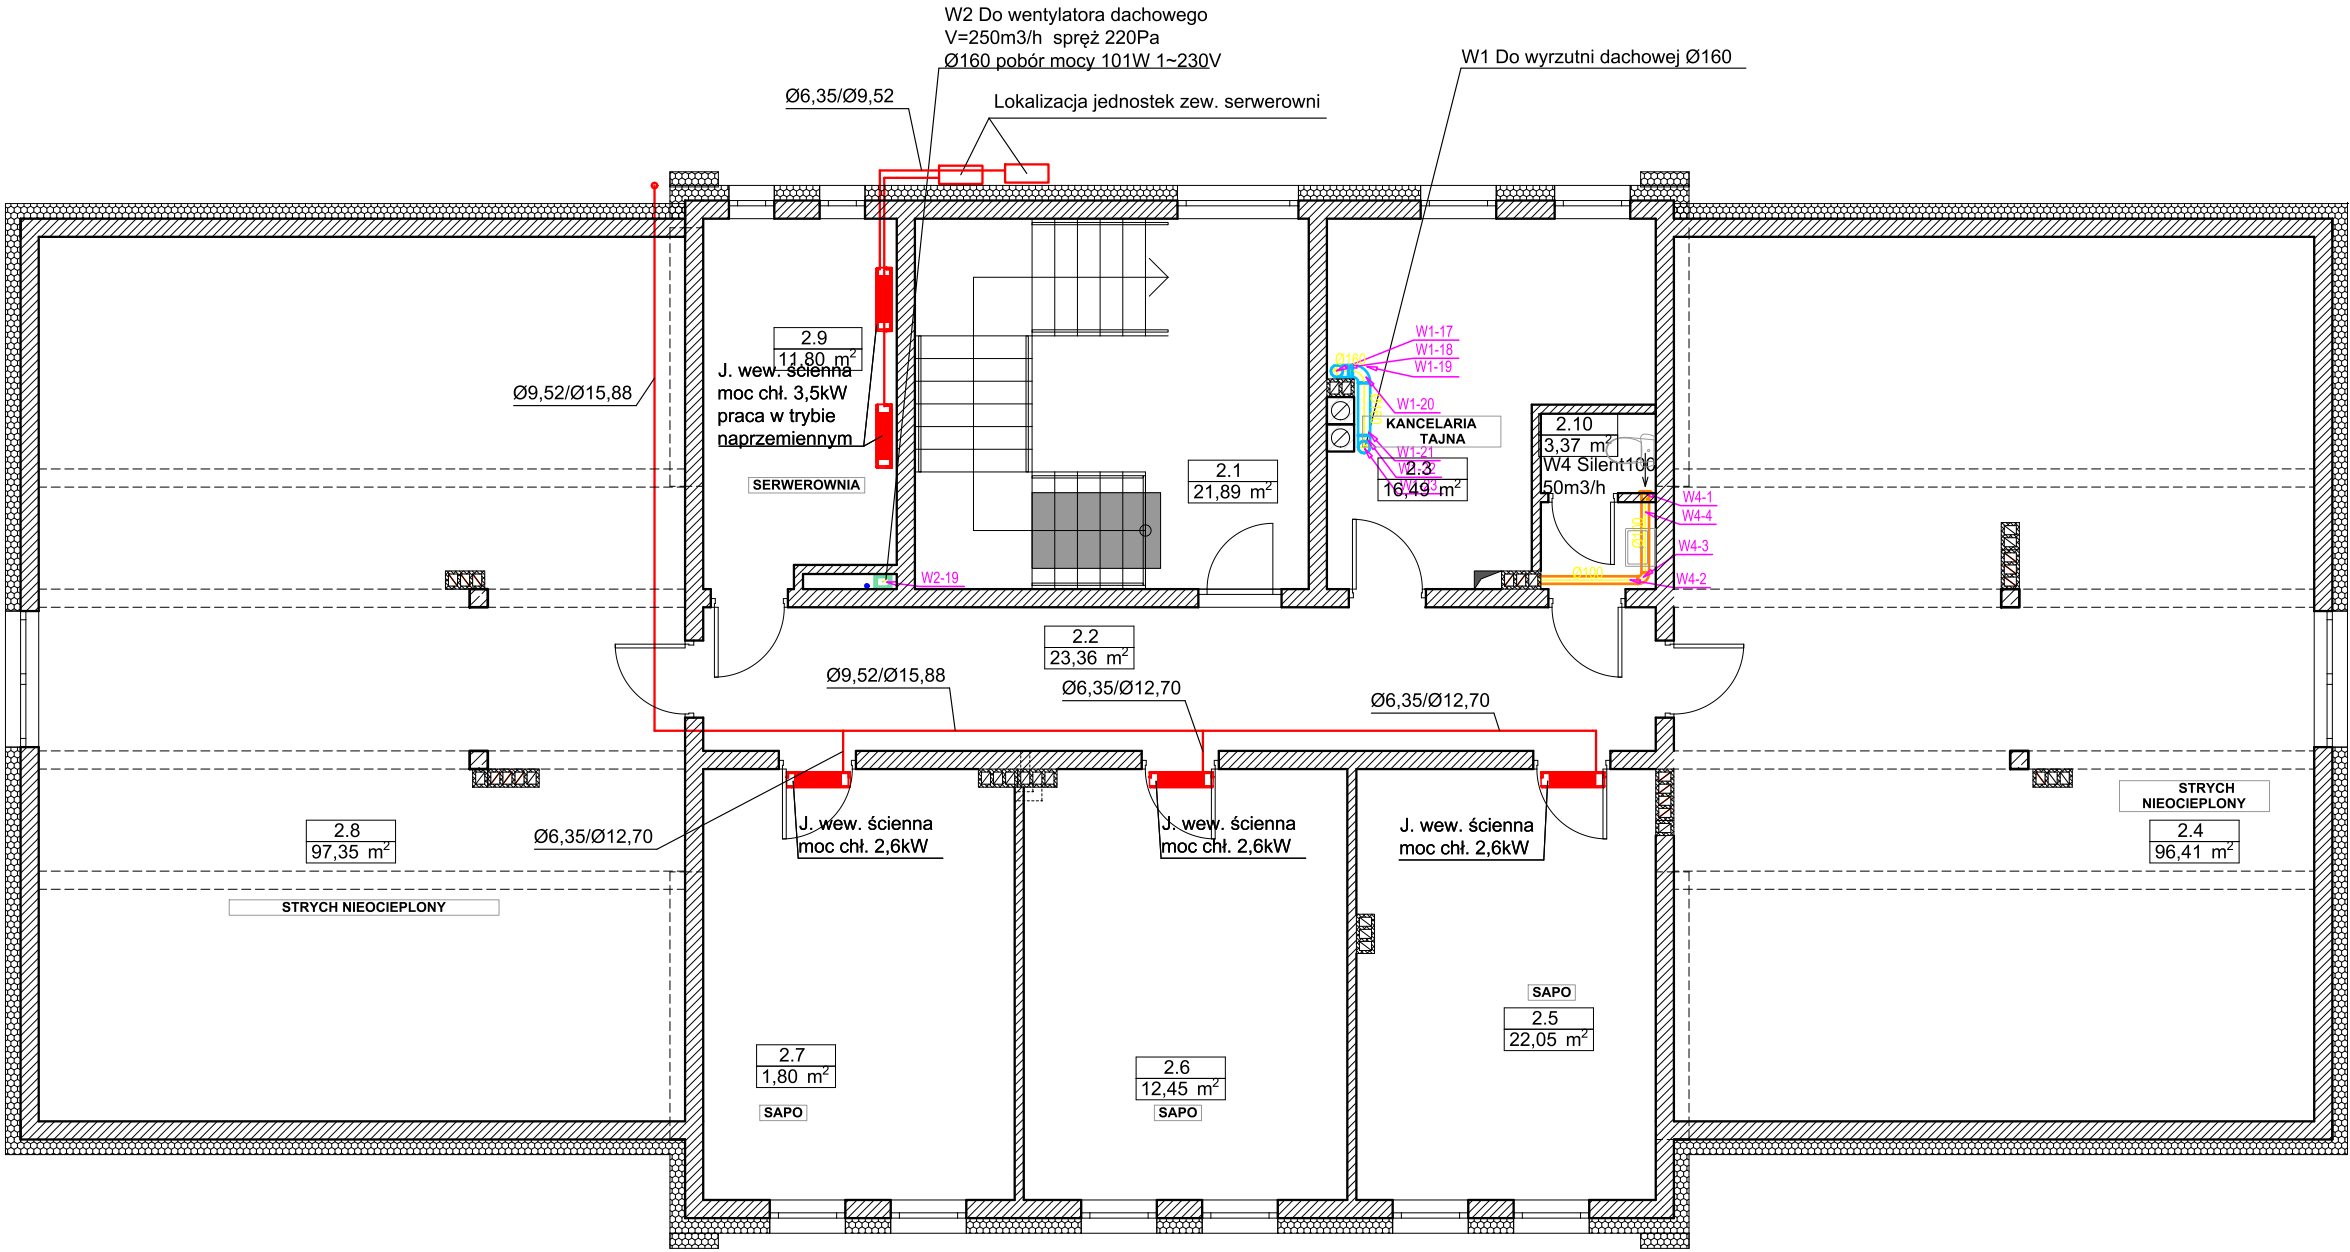 W2 Do wentylatora dachowego
V=250m3/h spręż 220Pa
Ø160 pobór mocy 101W 1~230V
W1 Do wyrzutni dachowej Ø160
Ø6,35/Ø9,52
Lokalizacja jednostek zew. serwerowni
2.9
11,80 m²
J. wew. ścienna
moc chł. 3,5kW
praca w trybie
naprzemiennym
SERWEROWNIA
Ø9,52/Ø15,88
W1-17
W1-18
W1-19
Ø160
W1-20
KANCELARIA
TAJNA
W1-21
2.3
16,49 m²
2.1
21,89 m²
2.10
3,37 m²
W4 Silent100
50m3/h
W4-1
W4-4
W4-3
W4-2
Ø100
W2-19
2.2
23,36 m²
Ø9,52/Ø15,88
Ø6,35/Ø12,70
Ø6,35/Ø12,70
Ø6,35/Ø12,70
J. wew. ścienna
moc chł. 2,6kW
J. wew. ścienna
moc chł. 2,6kW
J. wew. ścienna
moc chł. 2,6kW
2.8
97,35 m²
STRYCH NIEOCIEPLONY
STRYCH
NIEOCIEPLONY
2.4
96,41 m²
SAPO
2.5
22,05 m²
2.7
1,80 m²
SAPO
2.6
12,45 m²
SAPO